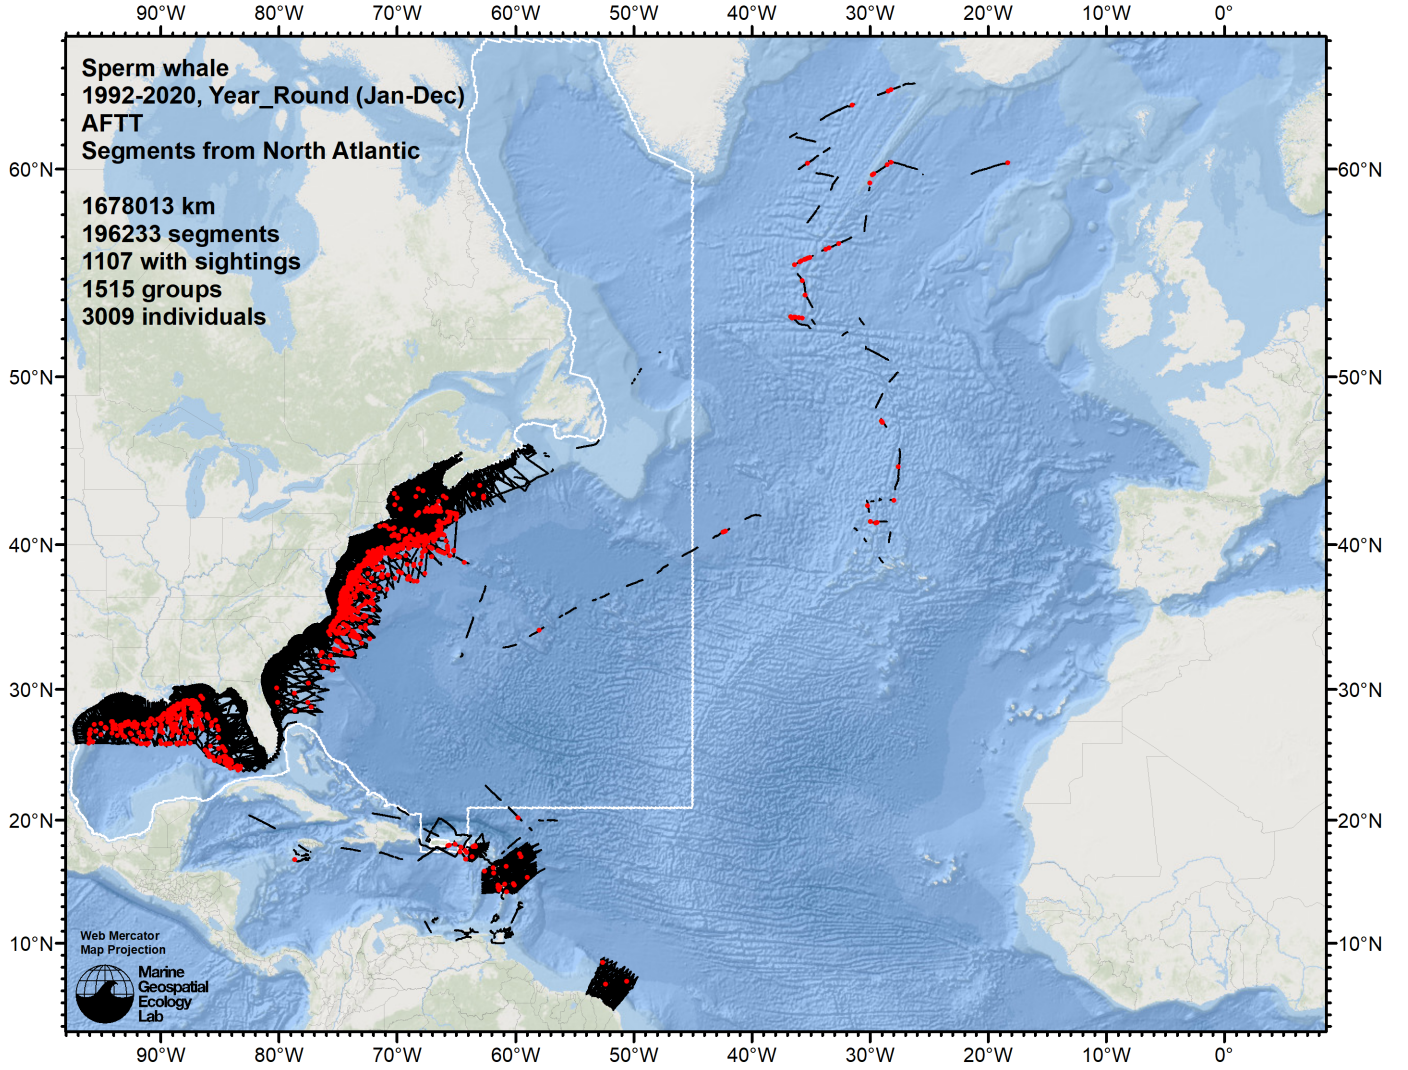 90°W 80°W 70°W 60°W 50°W 40°W 30°W 20°W 10°W 0°
Sperm whale
1992-2020, Year_Round (Jan-Dec)
AFTT
Segments from North Atlantic
1678013 km
196233 segments
1107 with sightings
1515 groups
3009 individuals
60°N 60°N
50°N 50°N
40°N 40°N
30°N 30°N
20°N 20°N
10°N 10°N
Web Mercator
Map Projection
Marine
Geospatial
Ecology
Lab
90°W 80°W 70°W 60°W 50°W 40°W 30°W 20°W 10°W 0°